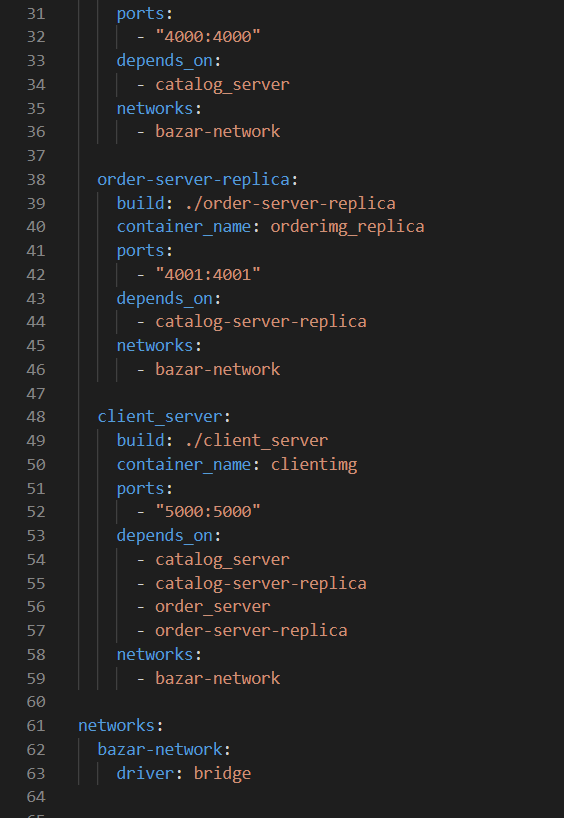 31 ports:
32 - "4000:4000"
33 depends_on:
34 - catalog_server
35 networks:
36 - bazar-network
37
38 order-server-replica:
39 build: ./order-server-replica
40 container_name: orderimg_replica
41 ports:
42 - "4001:4001"
43 depends_on:
44 - catalog-server-replica
45 networks:
46 - bazar-network
47
48 client_server:
49 build: ./client_server
50 container_name: clientimg
51 ports:
52 - "5000:5000"
53 depends_on:
54 - catalog_server
55 - catalog-server-replica
56 - order_server
57 - order-server-replica
58 networks:
59 - bazar-network
60
61 networks:
62 bazar-network:
63 driver: bridge
64